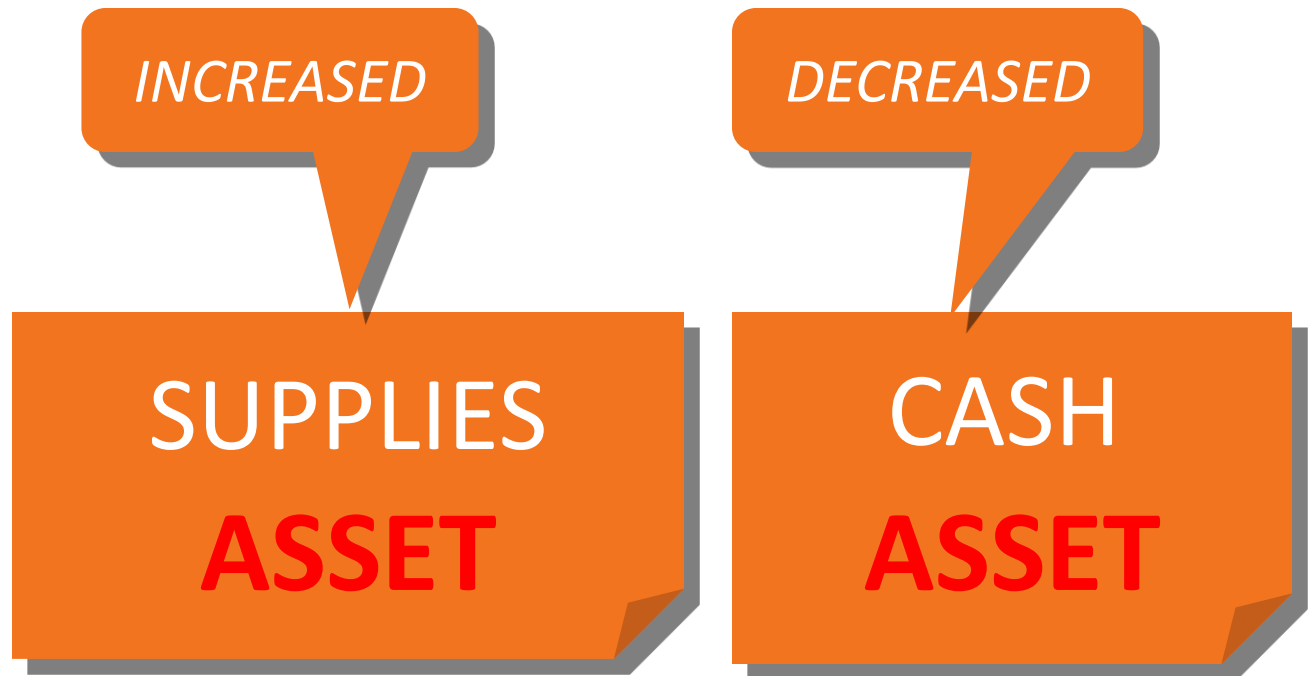 INCREASED
SUPPLIES
ASSET
DECREASED
CASH
ASSET